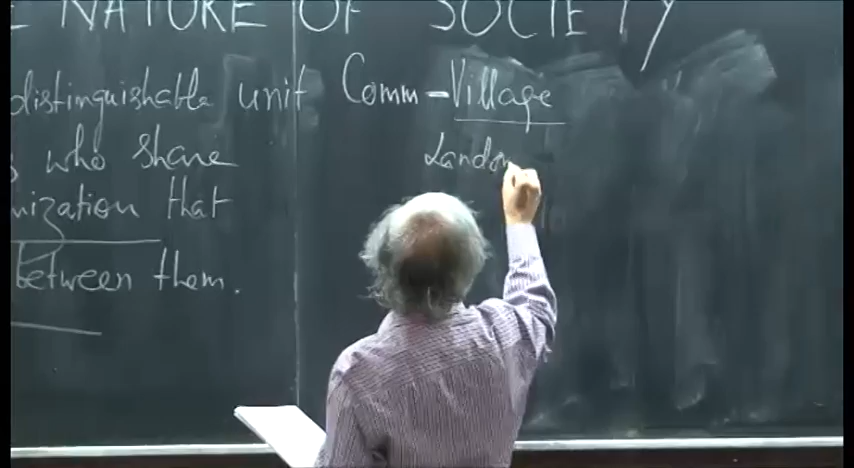 NATURE OF SOCIETY
distinguishable unit
who share
nization that
between them.
Comm - Village
London